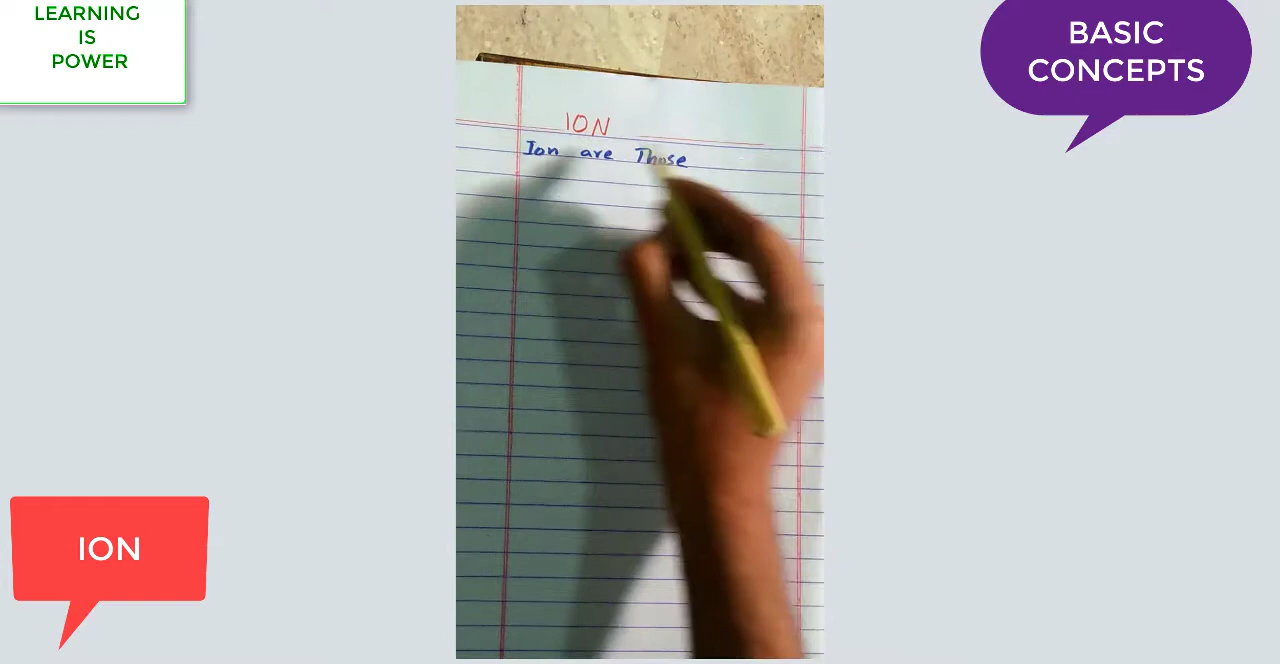 LEARNING
IS
POWER
BASIC
CONCEPTS
ION
Ion are Those
ION